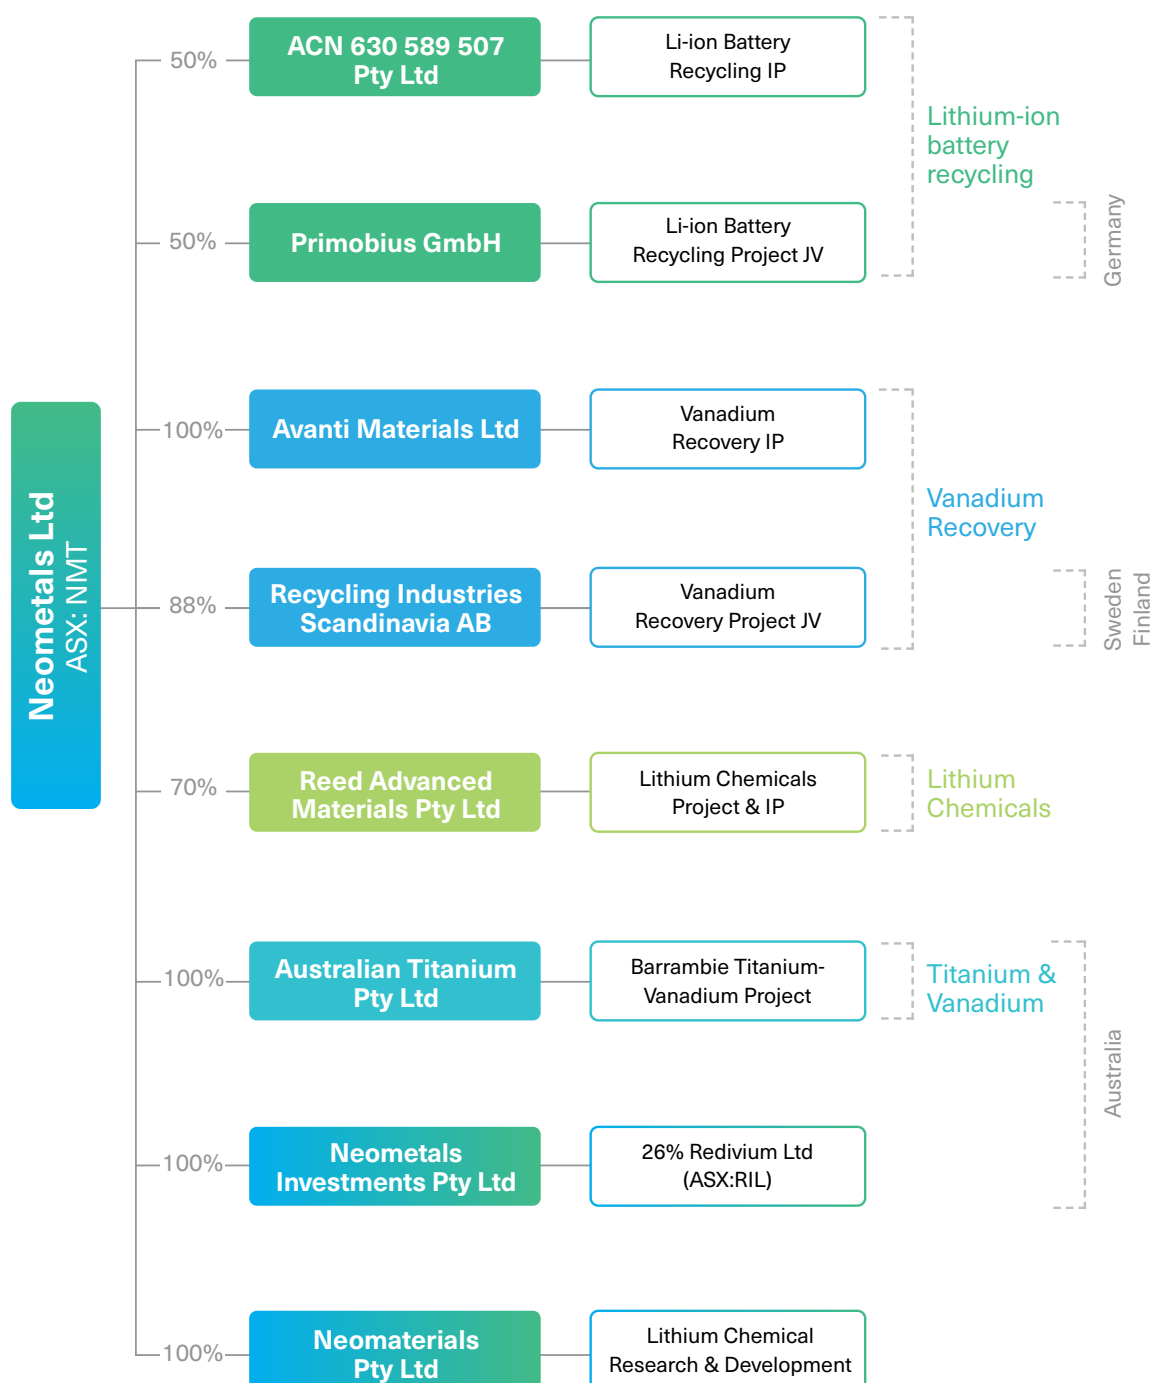 Neometals Ltd
ASX: NMT
50%
ACN 630 589 507
Pty Ltd
Li-ion Battery
Recycling IP
Lithium-ion
battery
recycling
50%
Primobius GmbH
Li-ion Battery
Recycling Project JV
Germany
100%
Avanti Materials Ltd
Vanadium
Recovery IP
Vanadium
Recovery
88%
Recycling Industries
Scandinavia AB
Vanadium
Recovery Project JV
Sweden
Finland
70%
Reed Advanced
Materials Pty Ltd
Lithium Chemicals
Project & IP
Lithium
Chemicals
100%
Australian Titanium
Pty Ltd
Barrambie Titanium-
Vanadium Project
Titanium &
Vanadium
Australia
100%
Neometals
Investments Pty Ltd
26% Redivium Ltd
(ASX:RIL)
100%
Neomaterials
Pty Ltd
Lithium Chemical
Research & Development